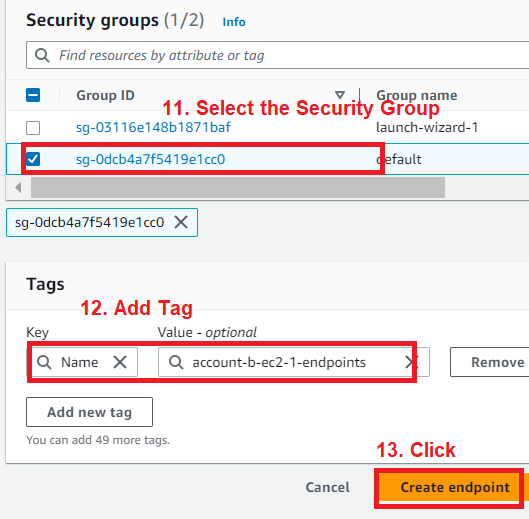 Security groups (1/2) Info
Find resources by attribute or tag
Group ID Group name
11. Select the Security Group
sg-03116e148b1871baf launch-wizard-1
sg-0dcb4a7f5419e1cc0 default
sg-0dcb4a7f5419e1cc0
Tags
12. Add Tag
Key Value - optional
Name account-b-ec2-1-endpoints Remove
Add new tag
You can add 49 more tags.
13. Click
Cancel Create endpoint